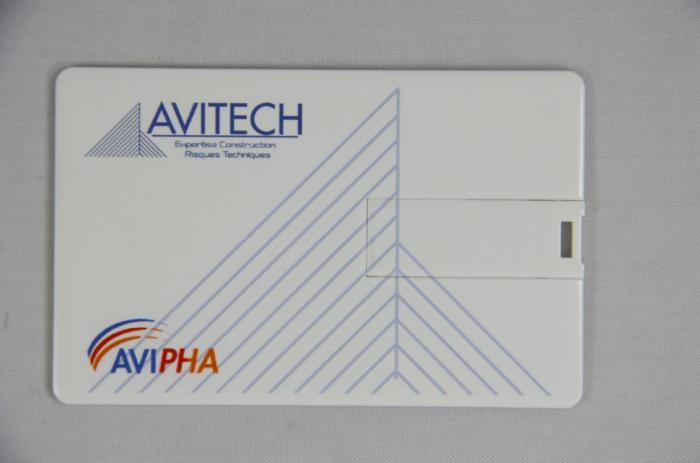 AVITECH
Expertise Construction
Risques Techniques
AVIPHA